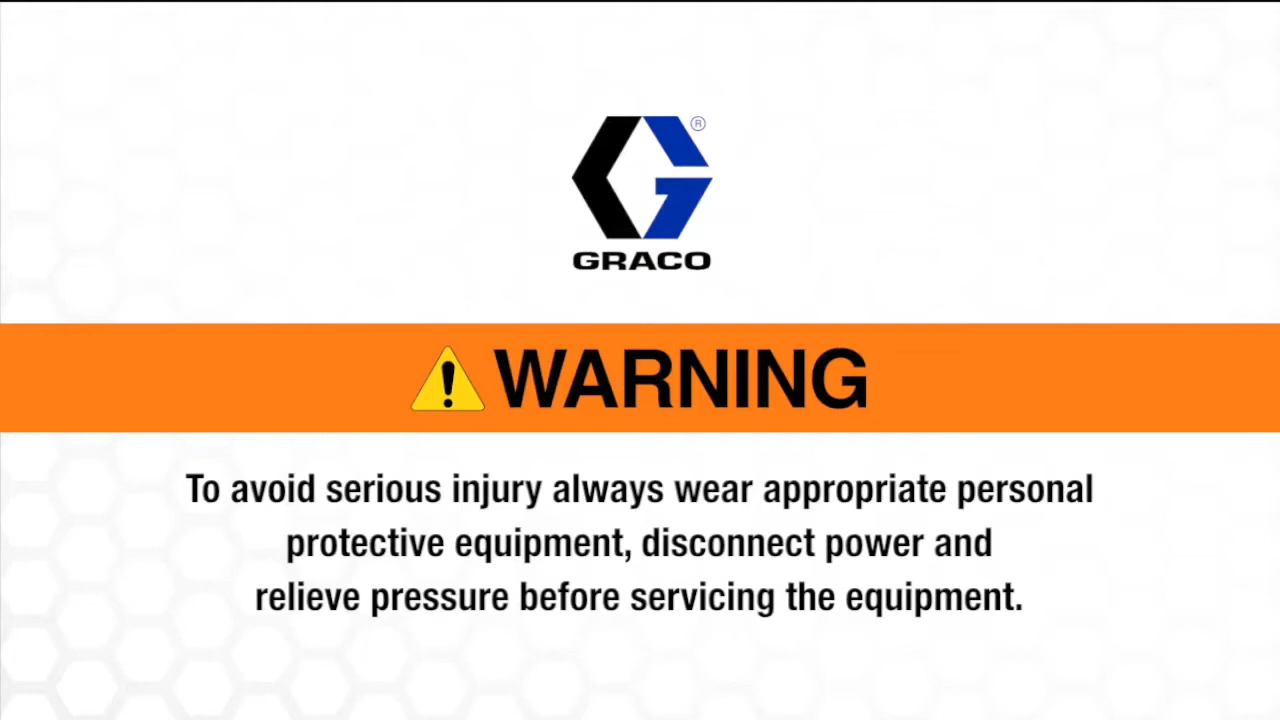 ®
GRACO
WARNING
To avoid serious injury always wear appropriate personal
protective equipment, disconnect power and
relieve pressure before servicing the equipment.